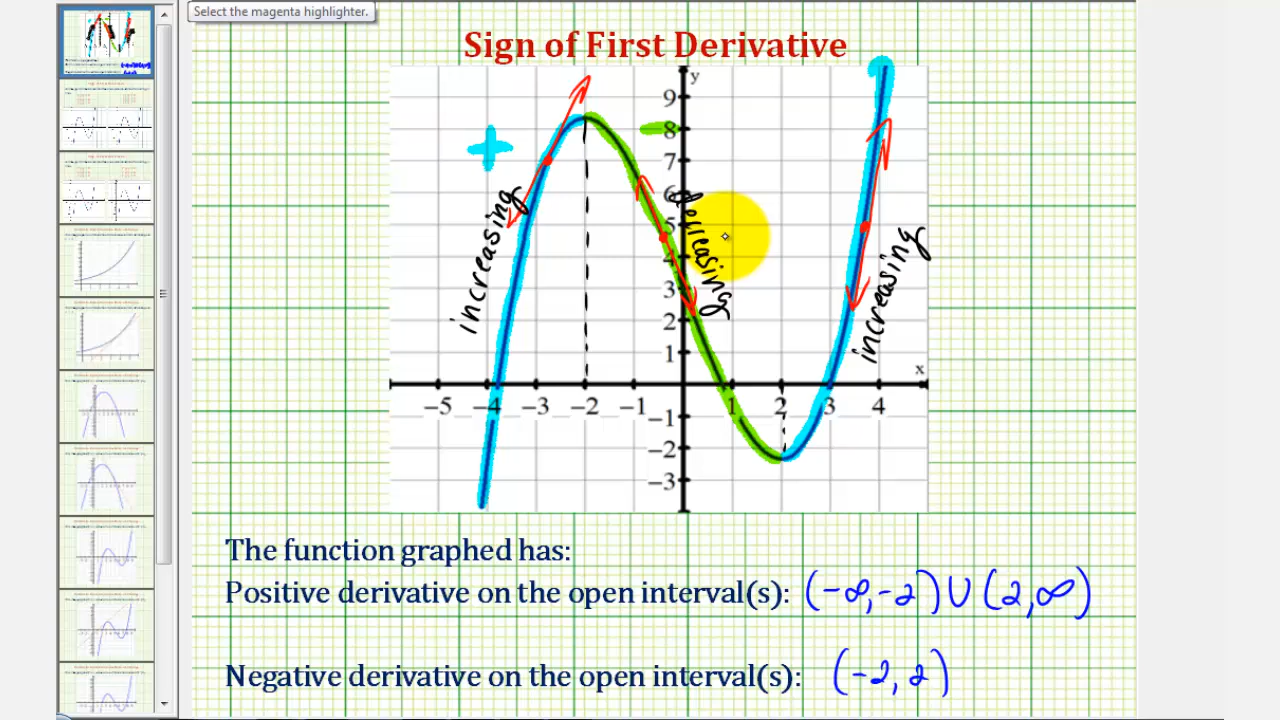 Select the magenta highlighter.
Sign of First Derivative
y
9
+
-
8
7
6
5
4
3
2
1
increasing
decreasing
increasing
x
−5 −4 −3 −2 −1 1 2 3 4
−1
−2
−3
The function graphed has:
Positive derivative on the open interval(s): (-∞,-2) ∪ (2,∞)
Negative derivative on the open interval(s): (-2,2)